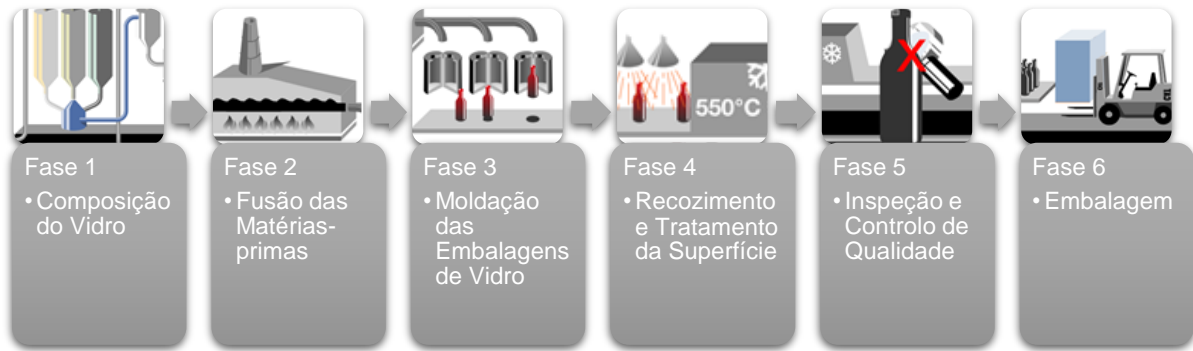 550°C
Fase 1
• Composição
do Vidro
Fase 2
• Fusão das
Matérias-
primas
Fase 3
• Moldação
das
Embalagens
de Vidro
Fase 4
• Recozimento
e Tratamento
da Superfície
Fase 5
• Inspeção e
Controlo de
Qualidade
Fase 6
• Embalagem